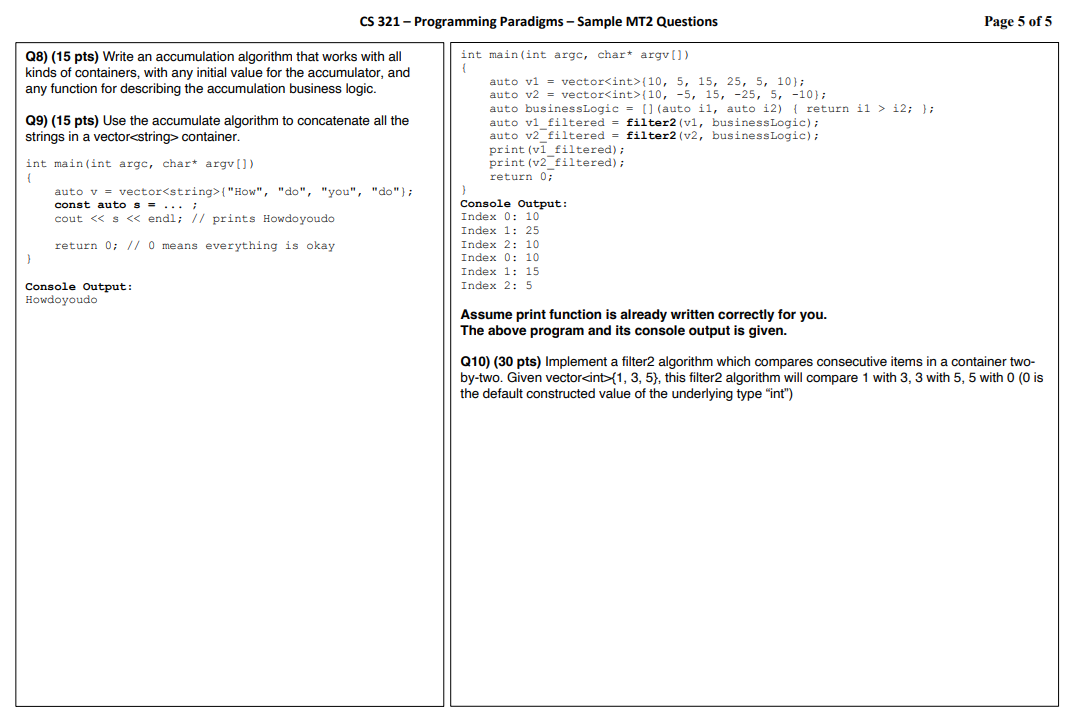 CS 321 – Programming Paradigms – Sample MT2 Questions
Page 5 of 5
Q8) (15 pts) Write an accumulation algorithm that works with all
kinds of containers, with any initial value for the accumulator, and
any function for describing the accumulation business logic.
Q9) (15 pts) Use the accumulate algorithm to concatenate all the
strings in a vector<string> container.
int main(int argc, char* argv[])
{
    auto v = vector<string>{"How", "do", "you", "do"};
    const auto s = ... ;
    cout << s << endl; // prints Howdoyoudo
    return 0; // 0 means everything is okay
}
Console Output:
Howdoyoudo
int main(int argc, char* argv[])
{
    auto v1 = vector<int>{10, 5, 15, 25, 5, 10};
    auto v2 = vector<int>{10, -5, 15, -25, 5, -10};
    auto businessLogic = [](auto i1, auto i2) { return i1 > i2; };
    auto v1_filtered = filter2(v1, businessLogic);
    auto v2_filtered = filter2(v2, businessLogic);
    print(v1_filtered);
    print(v2_filtered);
    return 0;
}
Console Output:
Index 0: 10
Index 1: 25
Index 2: 10
Index 0: 10
Index 1: 15
Index 2: 5
Assume print function is already written correctly for you.
The above program and its console output is given.
Q10) (30 pts) Implement a filter2 algorithm which compares consecutive items in a container two-
by-two. Given vector<int>{1, 3, 5}, this filter2 algorithm will compare 1 with 3, 3 with 5, 5 with 0 (0 is
the default constructed value of the underlying type “int”)